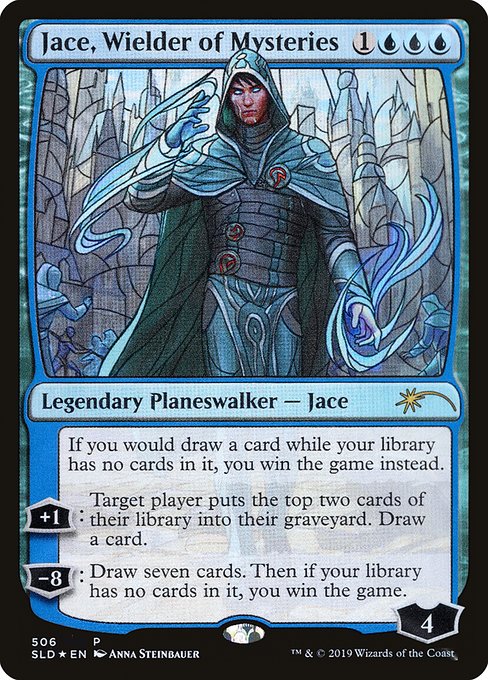 Jace, Wielder of Mysteries 1
Legendary Planeswalker — Jace
If you would draw a card while your library
has no cards in it, you win the game instead.
+1: Target player puts the top two cards of
their library into their graveyard. Draw
a card.
-8: Draw seven cards. Then if your library
has no cards in it, you win the game.
4
506 P
SLD ★ EN Anna Steinbauer
™ & © 2019 Wizards of the Coast